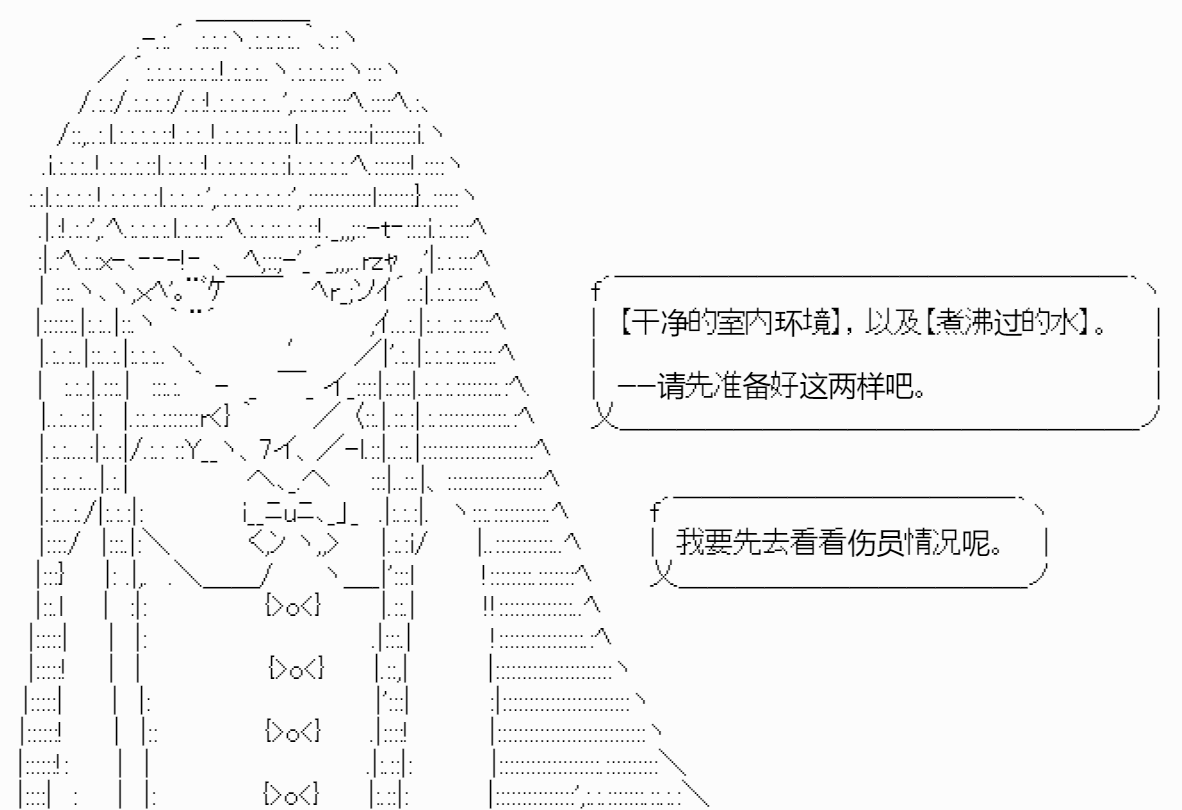 【干净的室内环境】，以及【煮沸过的水】。
——请先准备好这两样吧。
我要先去看看伤员情况呢。